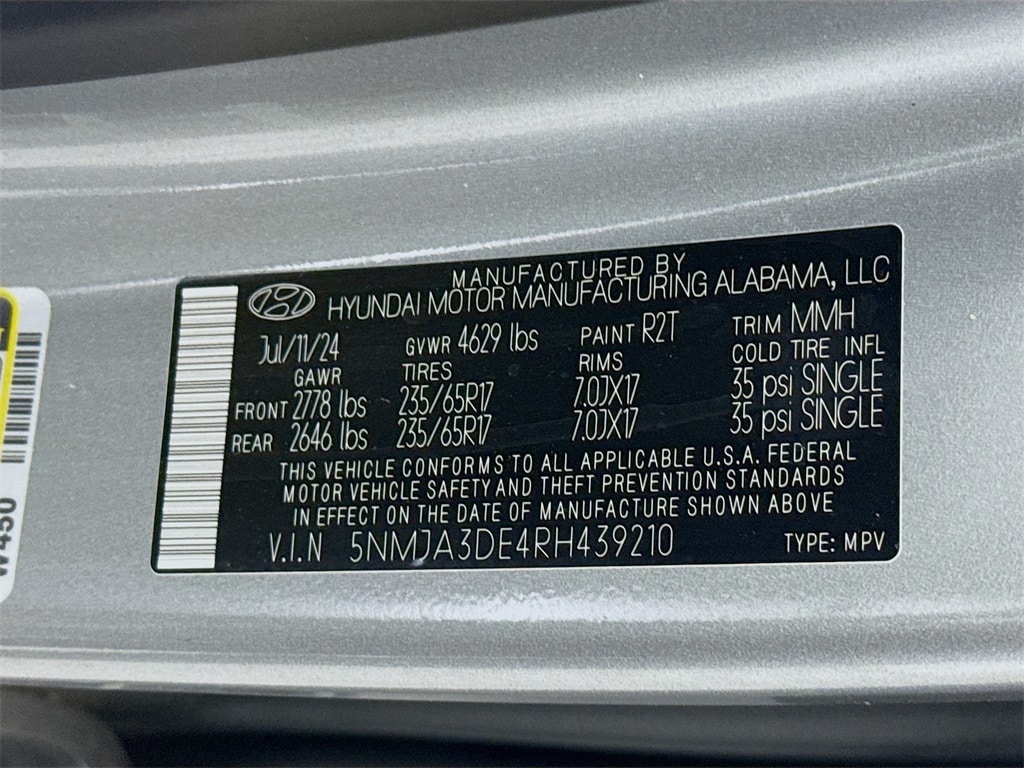 MANUFACTURED BY
HYUNDAI MOTOR MANUFACTURING ALABAMA, LLC
Jul/11/24 GVWR 4629 lbs PAINT R2T TRIM MMH
GAWR TIRES RIMS COLD TIRE INFL
FRONT 2778 lbs 235/65R17 7.0JX17 35 psi SINGLE
REAR 2646 lbs 235/65R17 7.0JX17 35 psi SINGLE
THIS VEHICLE CONFORMS TO ALL APPLICABLE U.S.A. FEDERAL
MOTOR VEHICLE SAFETY AND THEFT PREVENTION STANDARDS
IN EFFECT ON THE DATE OF MANUFACTURE SHOWN ABOVE
V.I.N 5NMJA3DE4RH439210 TYPE: MPV
W450